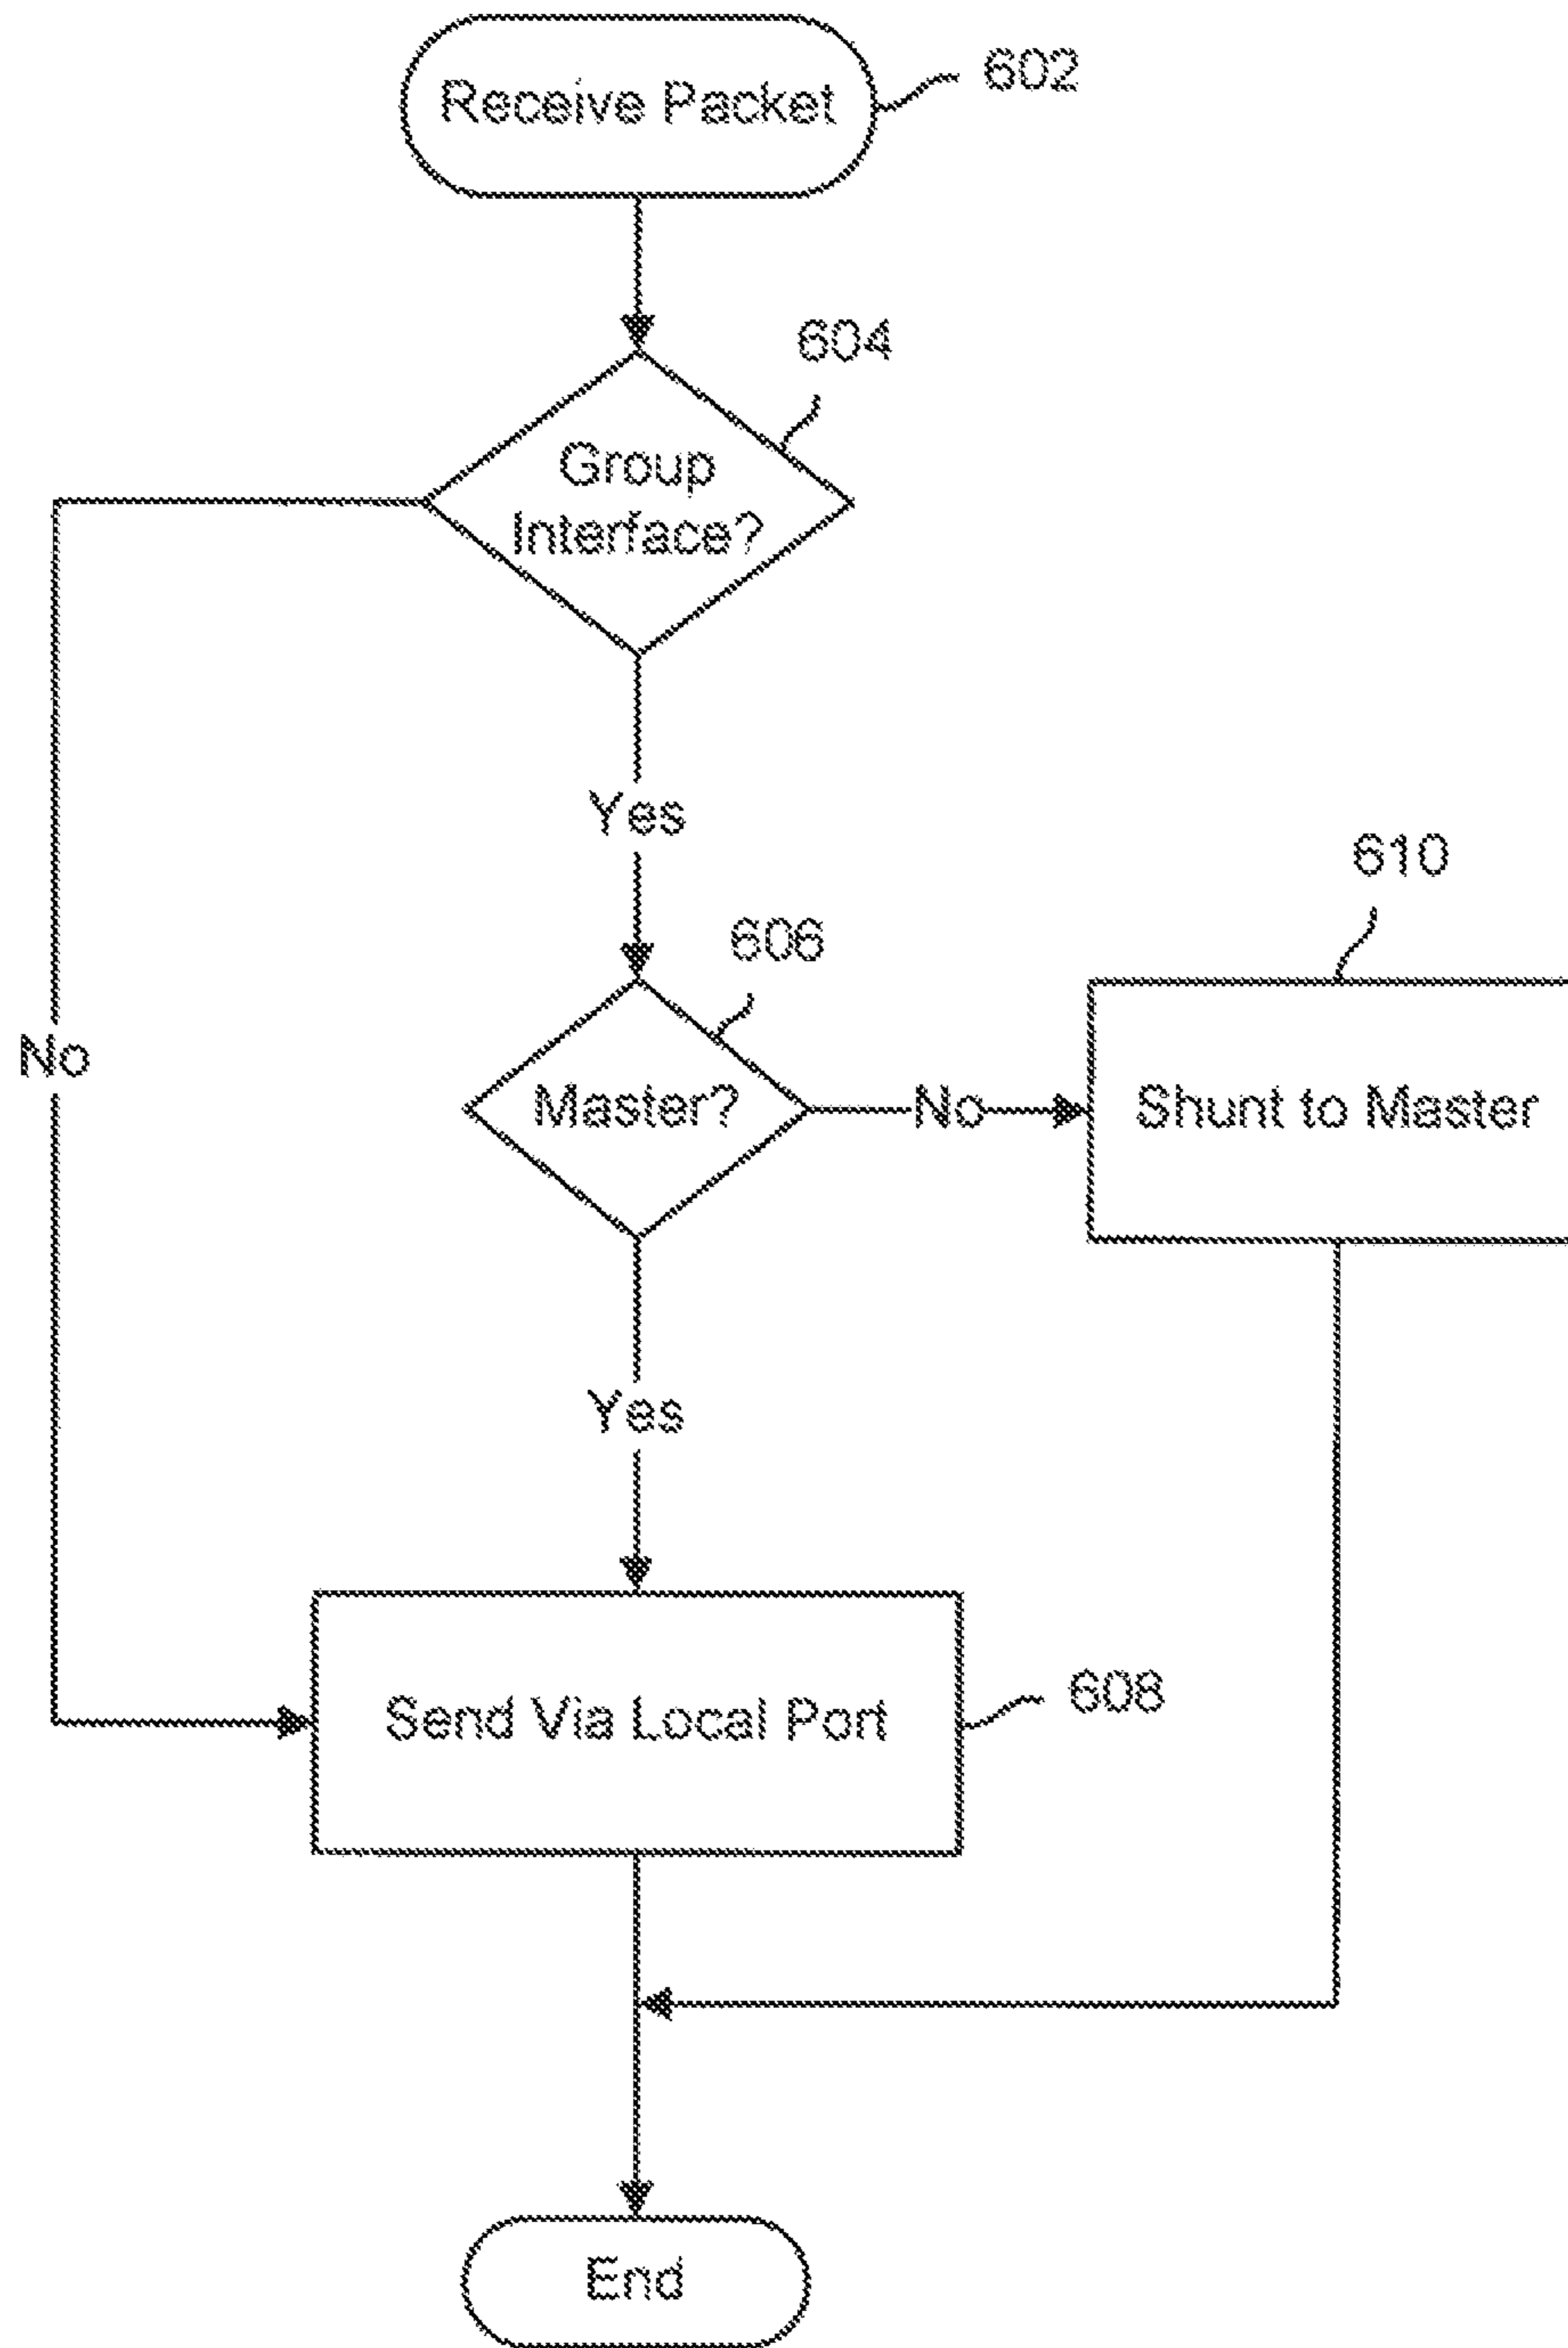 Receive Packet
602
604
Group
Interface?
Yes
606
610
No
Master?
No
Shunt to Master
Yes
Send Via Local Port
608
End